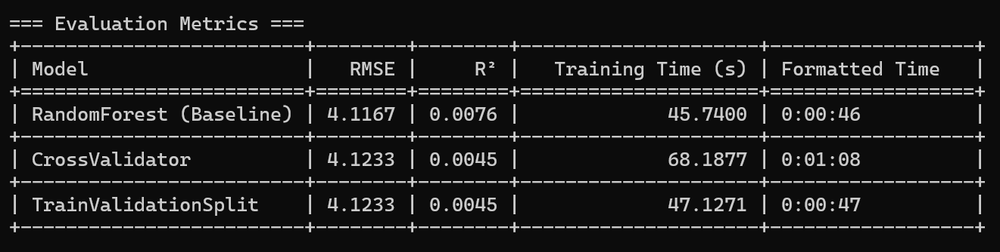 === Evaluation Metrics ===
+-------------------------+--------+--------+---------------------+------------------+
| Model                   |   RMSE |     R² |   Training Time (s) | Formatted Time   |
+=========================+========+========+=====================+==================+
| RandomForest (Baseline) | 4.1167 | 0.0076 |             45.7400 | 0:00:46          |
+-------------------------+--------+--------+---------------------+------------------+
| CrossValidator          | 4.1233 | 0.0045 |             68.1877 | 0:01:08          |
+-------------------------+--------+--------+---------------------+------------------+
| TrainValidationSplit    | 4.1233 | 0.0045 |             47.1271 | 0:00:47          |
+-------------------------+--------+--------+---------------------+------------------+